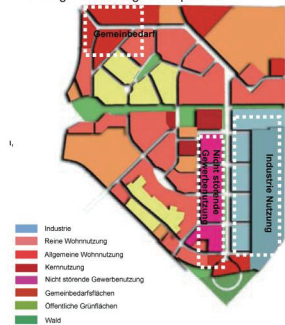 Gemeinbedarf
Nicht störende
Gewerbenutzung
Industrie Nutzung
Industrie
Reine Wohnnutzung
Allgemeine Wohnnutzung
Kernnutzung
Nicht störende Gewerbenutzung
Gemeinbedarfsflächen
Öffentliche Grünflächen
Wald